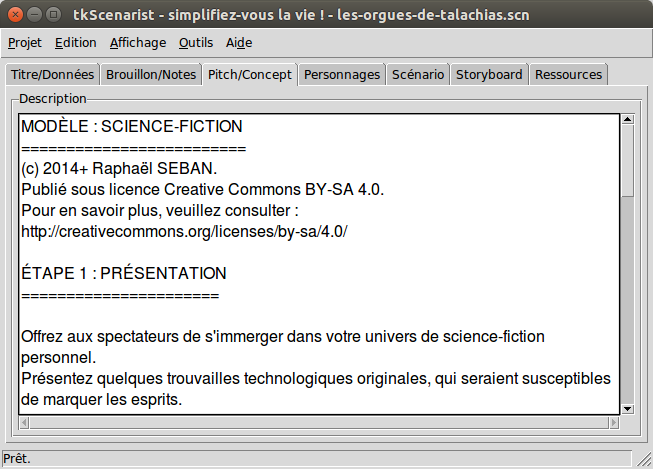 tkScenarist - simplifiez-vous la vie ! - les-orgues-de-talachias.scn
Projet Edition Affichage Outils Aide
Titre/Données Brouillon/Notes Pitch/Concept Personnages Scénario Storyboard Ressources
Description
MODÈLE : SCIENCE-FICTION
=========================
(c) 2014+ Raphaël SEBAN.
Publié sous licence Creative Commons BY-SA 4.0.
Pour en savoir plus, veuillez consulter :
http://creativecommons.org/licenses/by-sa/4.0/
ÉTAPE 1 : PRÉSENTATION
======================
Offrez aux spectateurs de s'immerger dans votre univers de science-fiction
personnel.
Présentez quelques trouvailles technologiques originales, qui seraient susceptibles
de marquer les esprits.
Prêt.